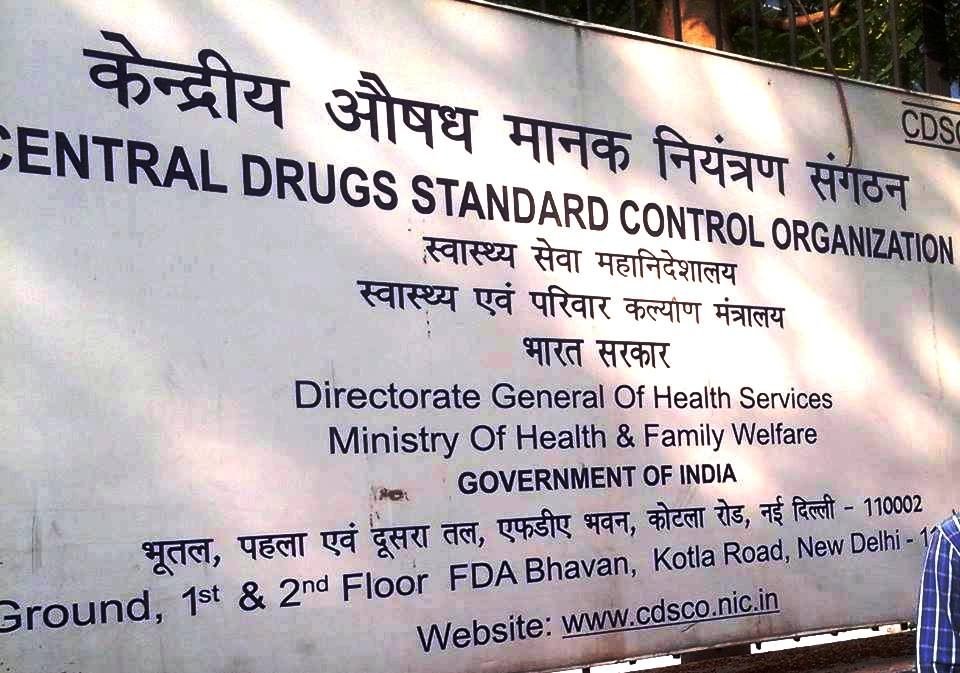 CDSC
केन्द्रीय औषध मानक नियंत्रण संगठन
CENTRAL DRUGS STANDARD CONTROL ORGANIZATION
स्वास्थ्य सेवा महानिदेशालय
स्वास्थ्य एवं परिवार कल्याण मंत्रालय
भारत सरकार
Directorate General Of Health Services
Ministry Of Health & Family Welfare
GOVERNMENT OF INDIA
भूतल, पहला एवं दूसरा तल, एफडीए भवन, कोटला रोड, नई दिल्ली - 110002
Ground, 1st & 2nd Floor FDA Bhavan, Kotla Road, New Delhi - 11
Website: www.cdsco.nic.in